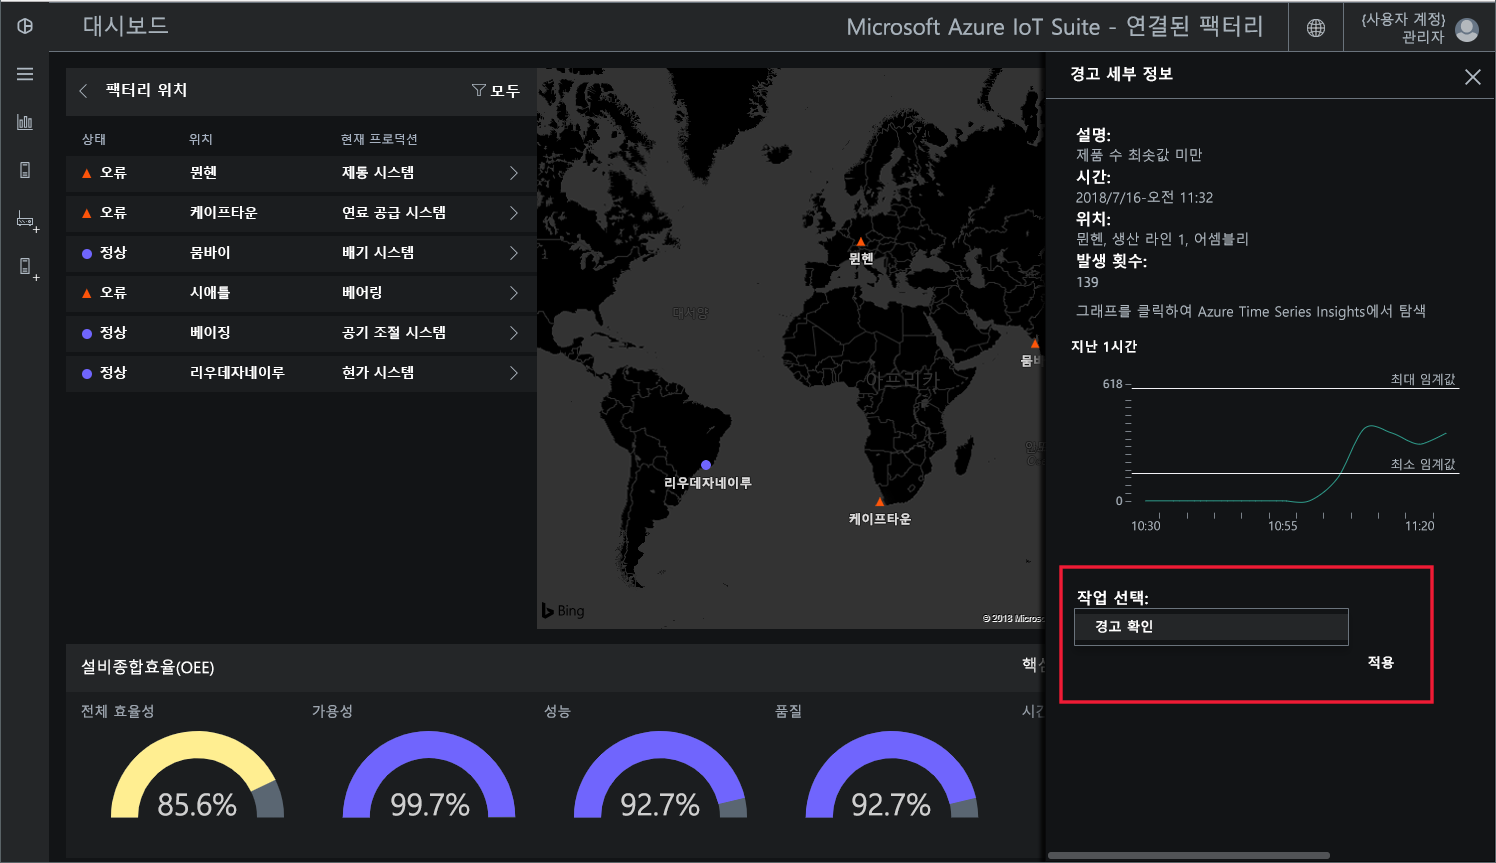 대시보드
Microsoft Azure IoT Suite - 연결된 팩터리
{사용자 계정}
관리자
팩터리 위치
모두
상태 위치 현재 프로덕션
오류 뮌헨 제동 시스템
오류 케이프타운 연료 공급 시스템
정상 뭄바이 배기 시스템
오류 시애틀 베어링
정상 베이징 공기 조절 시스템
정상 리우데자네이루 현가 시스템
대서양
뮌헨
아프리카
리우데자네이루
케이프타운
Bing
© 2018
경고 세부 정보
설명:
제품 수 최솟값 미만
시간:
2018/7/16-오전 11:32
위치:
뮌헨, 생산 라인 1, 어셈블리
발생 횟수:
139
그래프를 클릭하여 Azure Time Series Insights에서 탐색
지난 1시간
618
최대 임계값
최소 임계값
0
10:30 10:55 11:20
작업 선택:
경고 확인
적용
설비종합효율(OEE)
전체 효율성 가용성 성능 품질
85.6% 99.7% 92.7% 92.7%